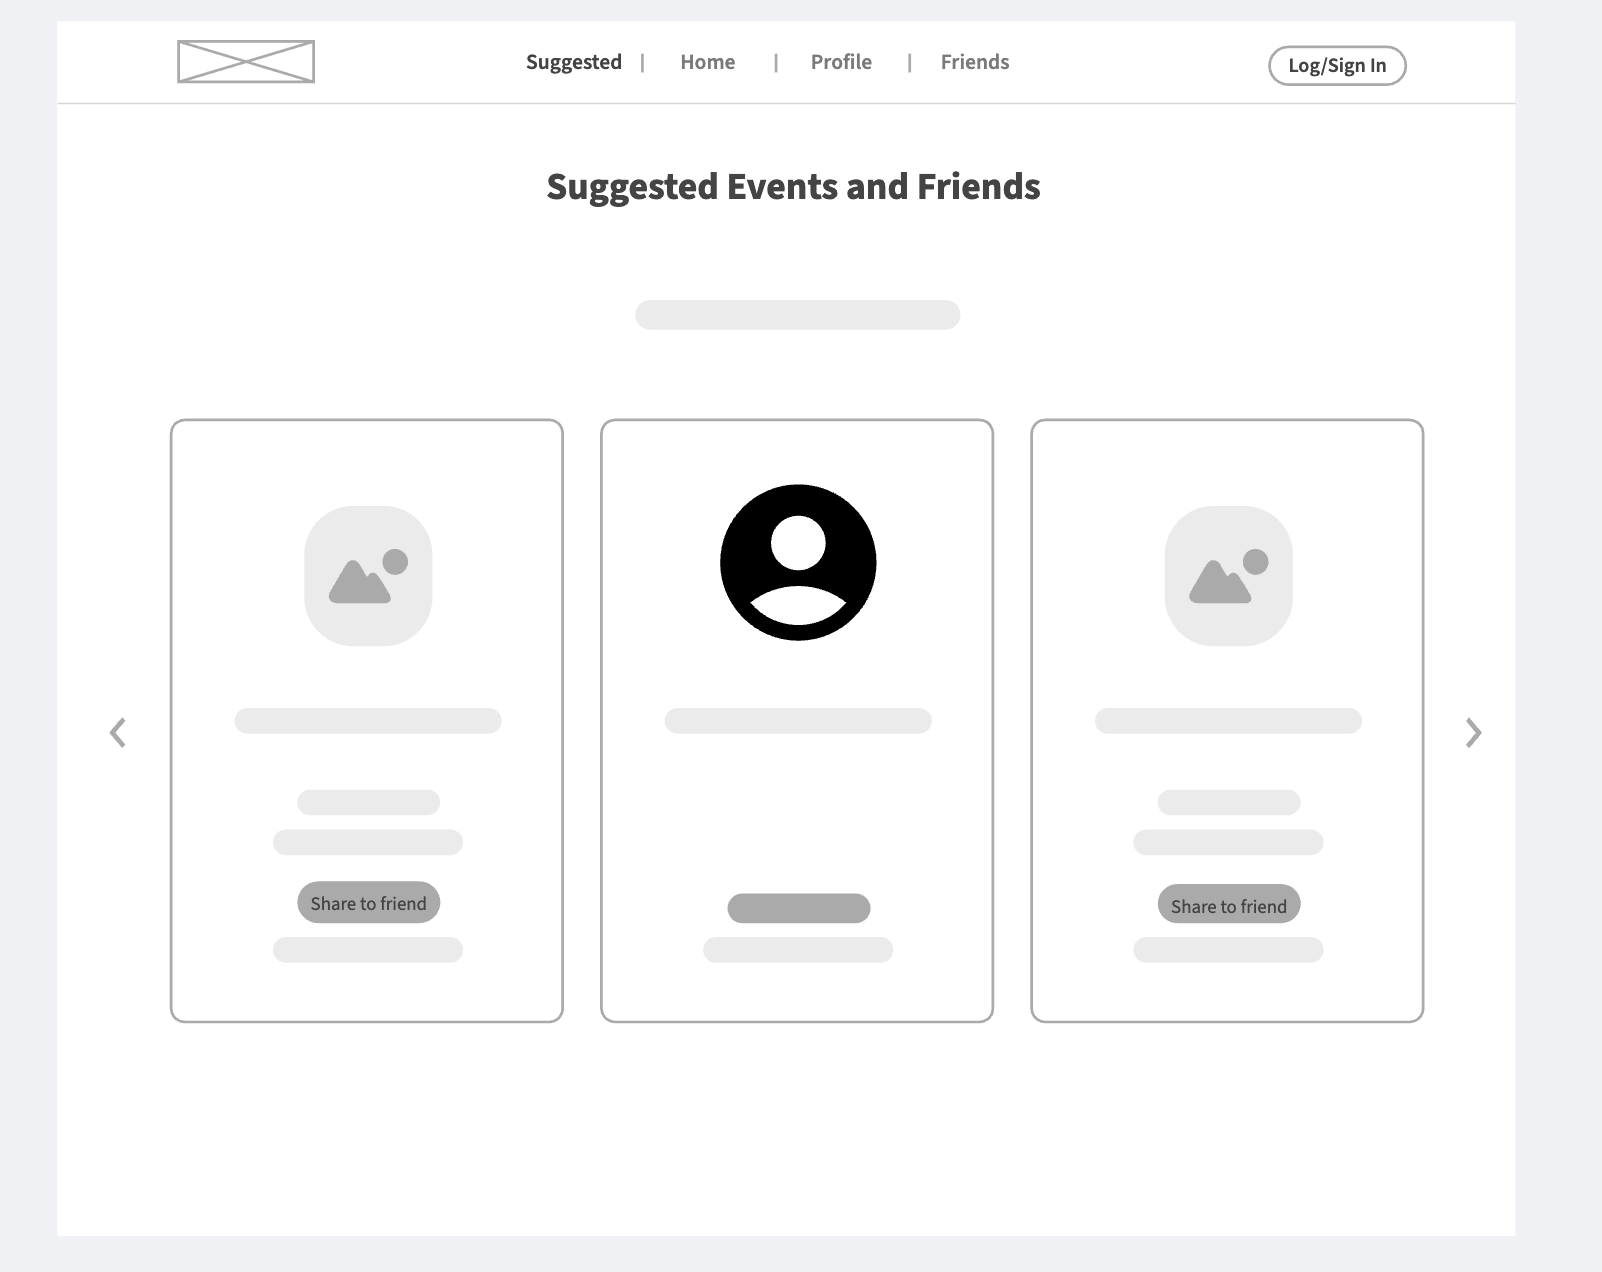 Suggested | Home | Profile | Friends
Log/Sign In
Suggested Events and Friends
Share to friend
Share to friend